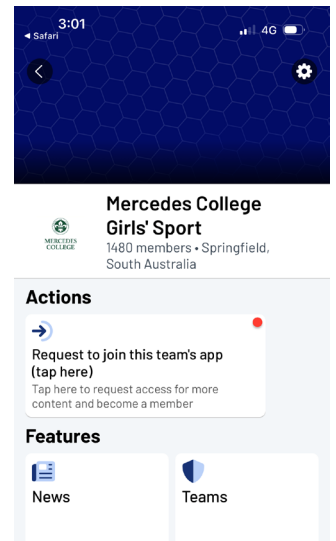 3:01
◀ Safari
4G
MERCEDES
COLLEGE
Mercedes College
Girls' Sport
1480 members • Springfield,
South Australia
Actions
Request to join this team's app
(tap here)
Tap here to request access for more
content and become a member
Features
News
Teams